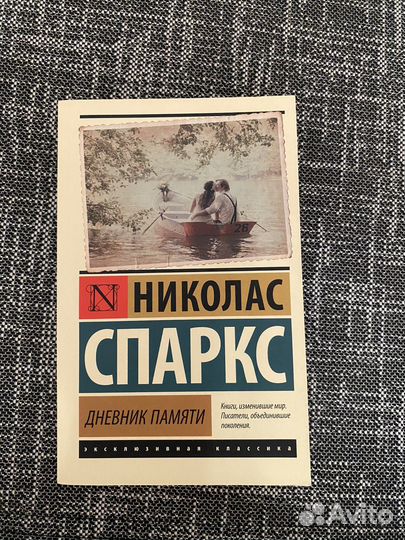 28
N
НИКОЛАС
СПАРКС
ДНЕВНИК ПАМЯТИ
Книги, изменившие мир.
Писатели, объединившие
поколения.
эксклюзивная классика
Avito